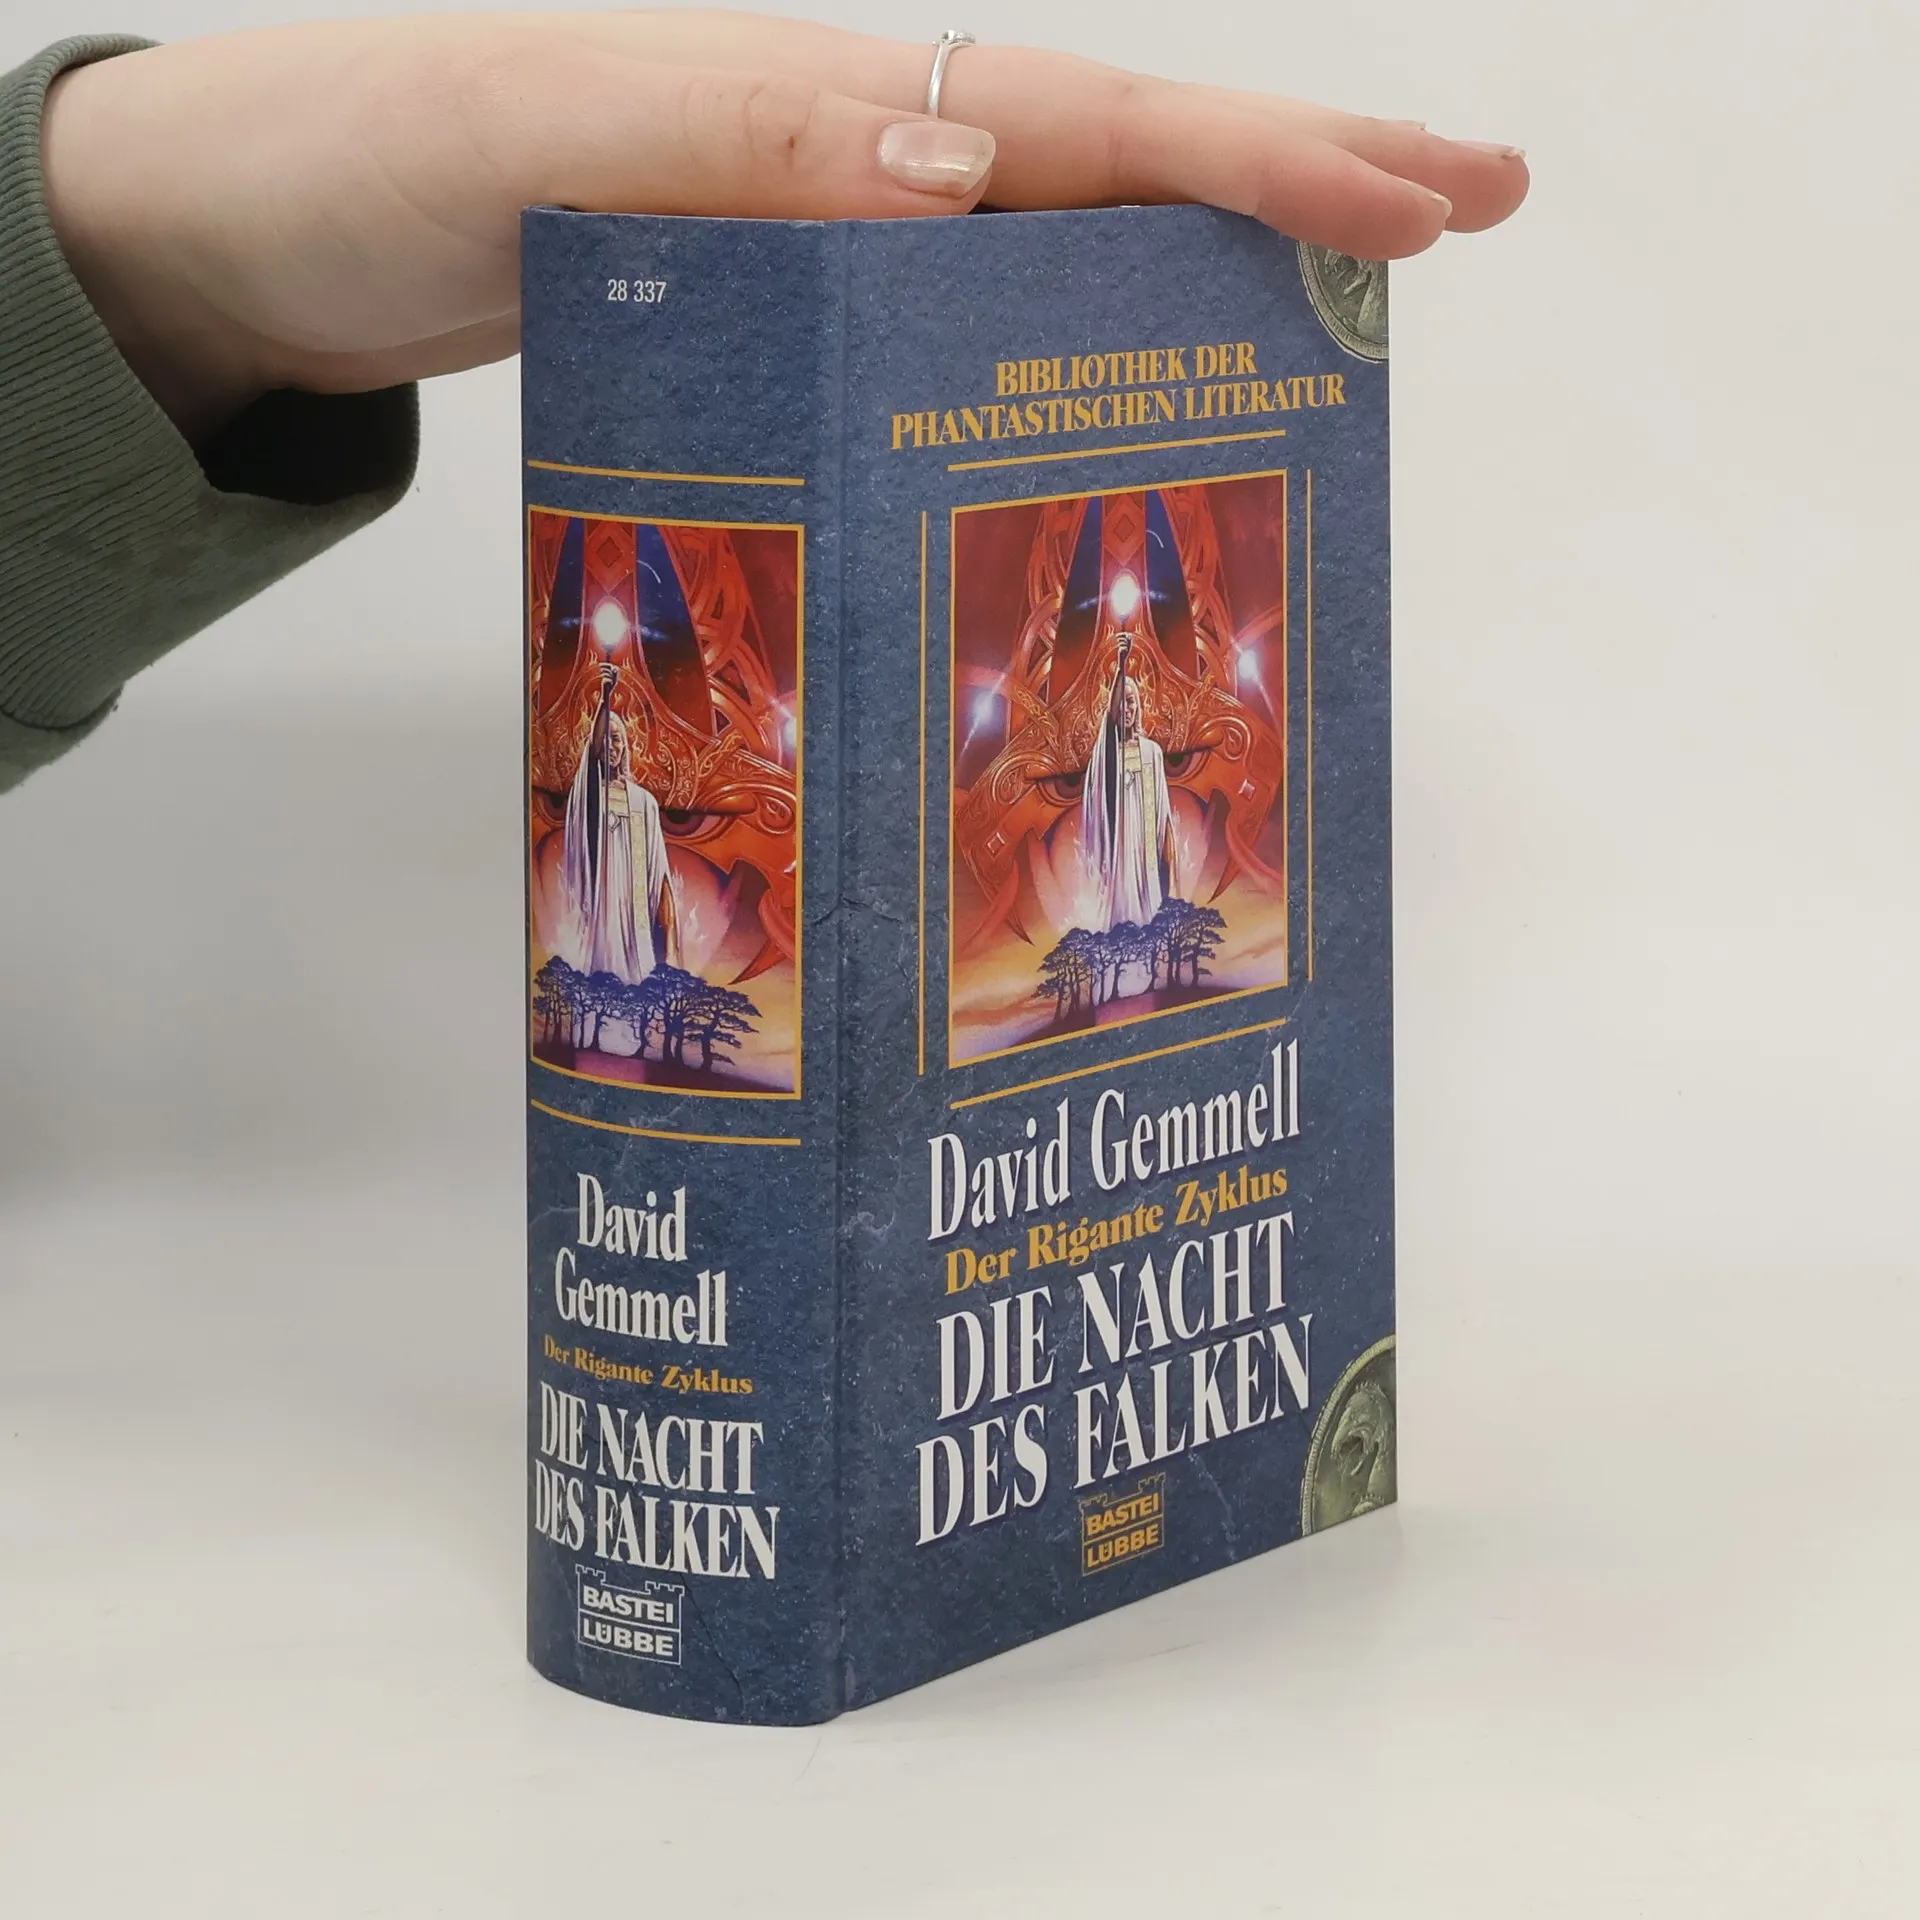 28 337
David
Gemmell
Der Rigante Zyklus
DIE NACHT
DES FALKEN
BASTEI
LÜBBE
BIBLIOTHEK DER
PHANTASTISCHEN LITERATUR
David Gemmell
Der Rigante Zyklus
DIE NACHT
DES FALKEN
BASTEI
LÜBBE